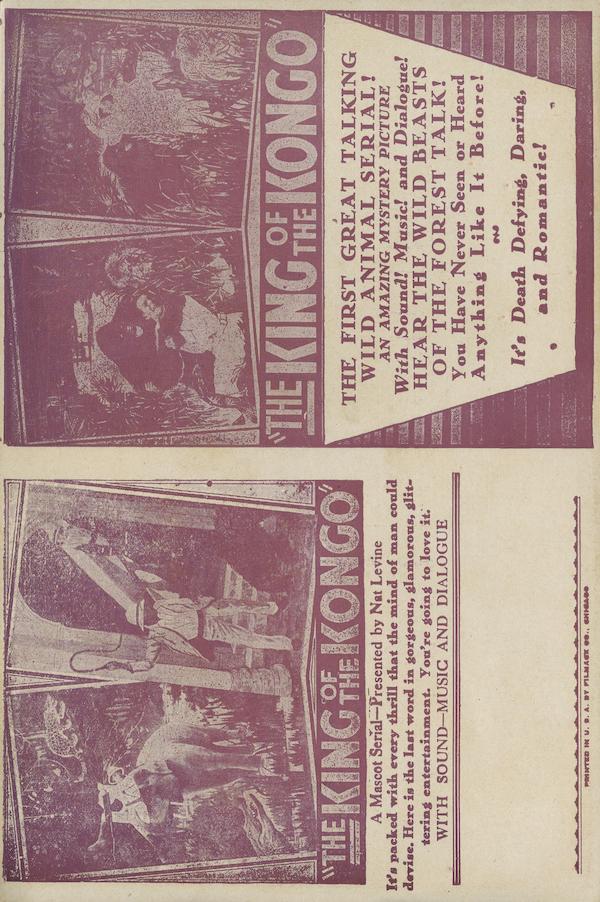 "THE KING OF THE KONGO"
THE FIRST GREAT TALKING
WILD ANIMAL SERIAL!
AN AMAZING MYSTERY PICTURE
With Sound! Music! and Dialogue!
HEAR THE WILD BEASTS
OF THE FOREST TALK!
You Have Never Seen or Heard
Anything Like It Before!
It's Death Defying, Daring,
and Romantic!
"THE KING OF THE KONGO"
A Mascot Serial—Presented by Nat Levine
It's packed with every thrill that the mind of man could
devise. Here is the last word in gorgeous, glamorous, glit-
tering entertainment. You're going to love it.
WITH SOUND—MUSIC AND DIALOGUE
PRINTED IN U. S. A. BY FILMACK CO., CHICAGO